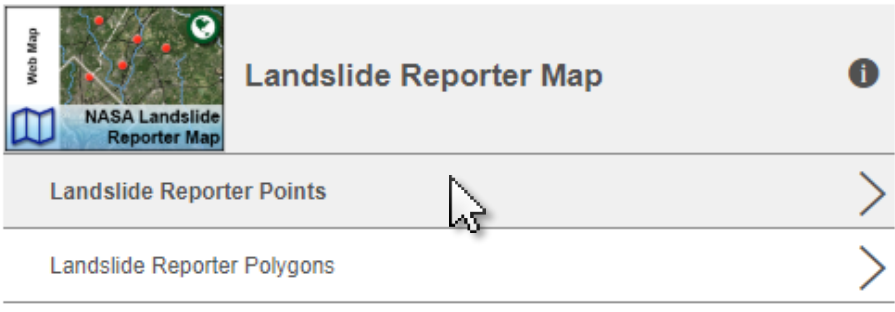 Web Map
NASA Landslide
Reporter Map
Landslide Reporter Map
i
Landslide Reporter Points
Landslide Reporter Polygons